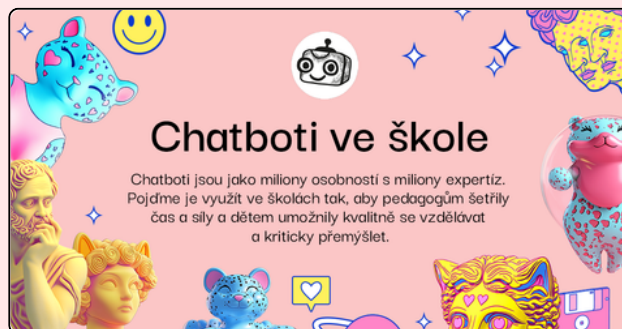 Chatboti ve škole
Chatboti jsou jako miliony osobností s miliony expertíz.
Pojďme je využít ve školách tak, aby pedagogům šetřily
čas a síly a dětem umožnily kvalitně se vzdělávat
a kriticky přemýšlet.